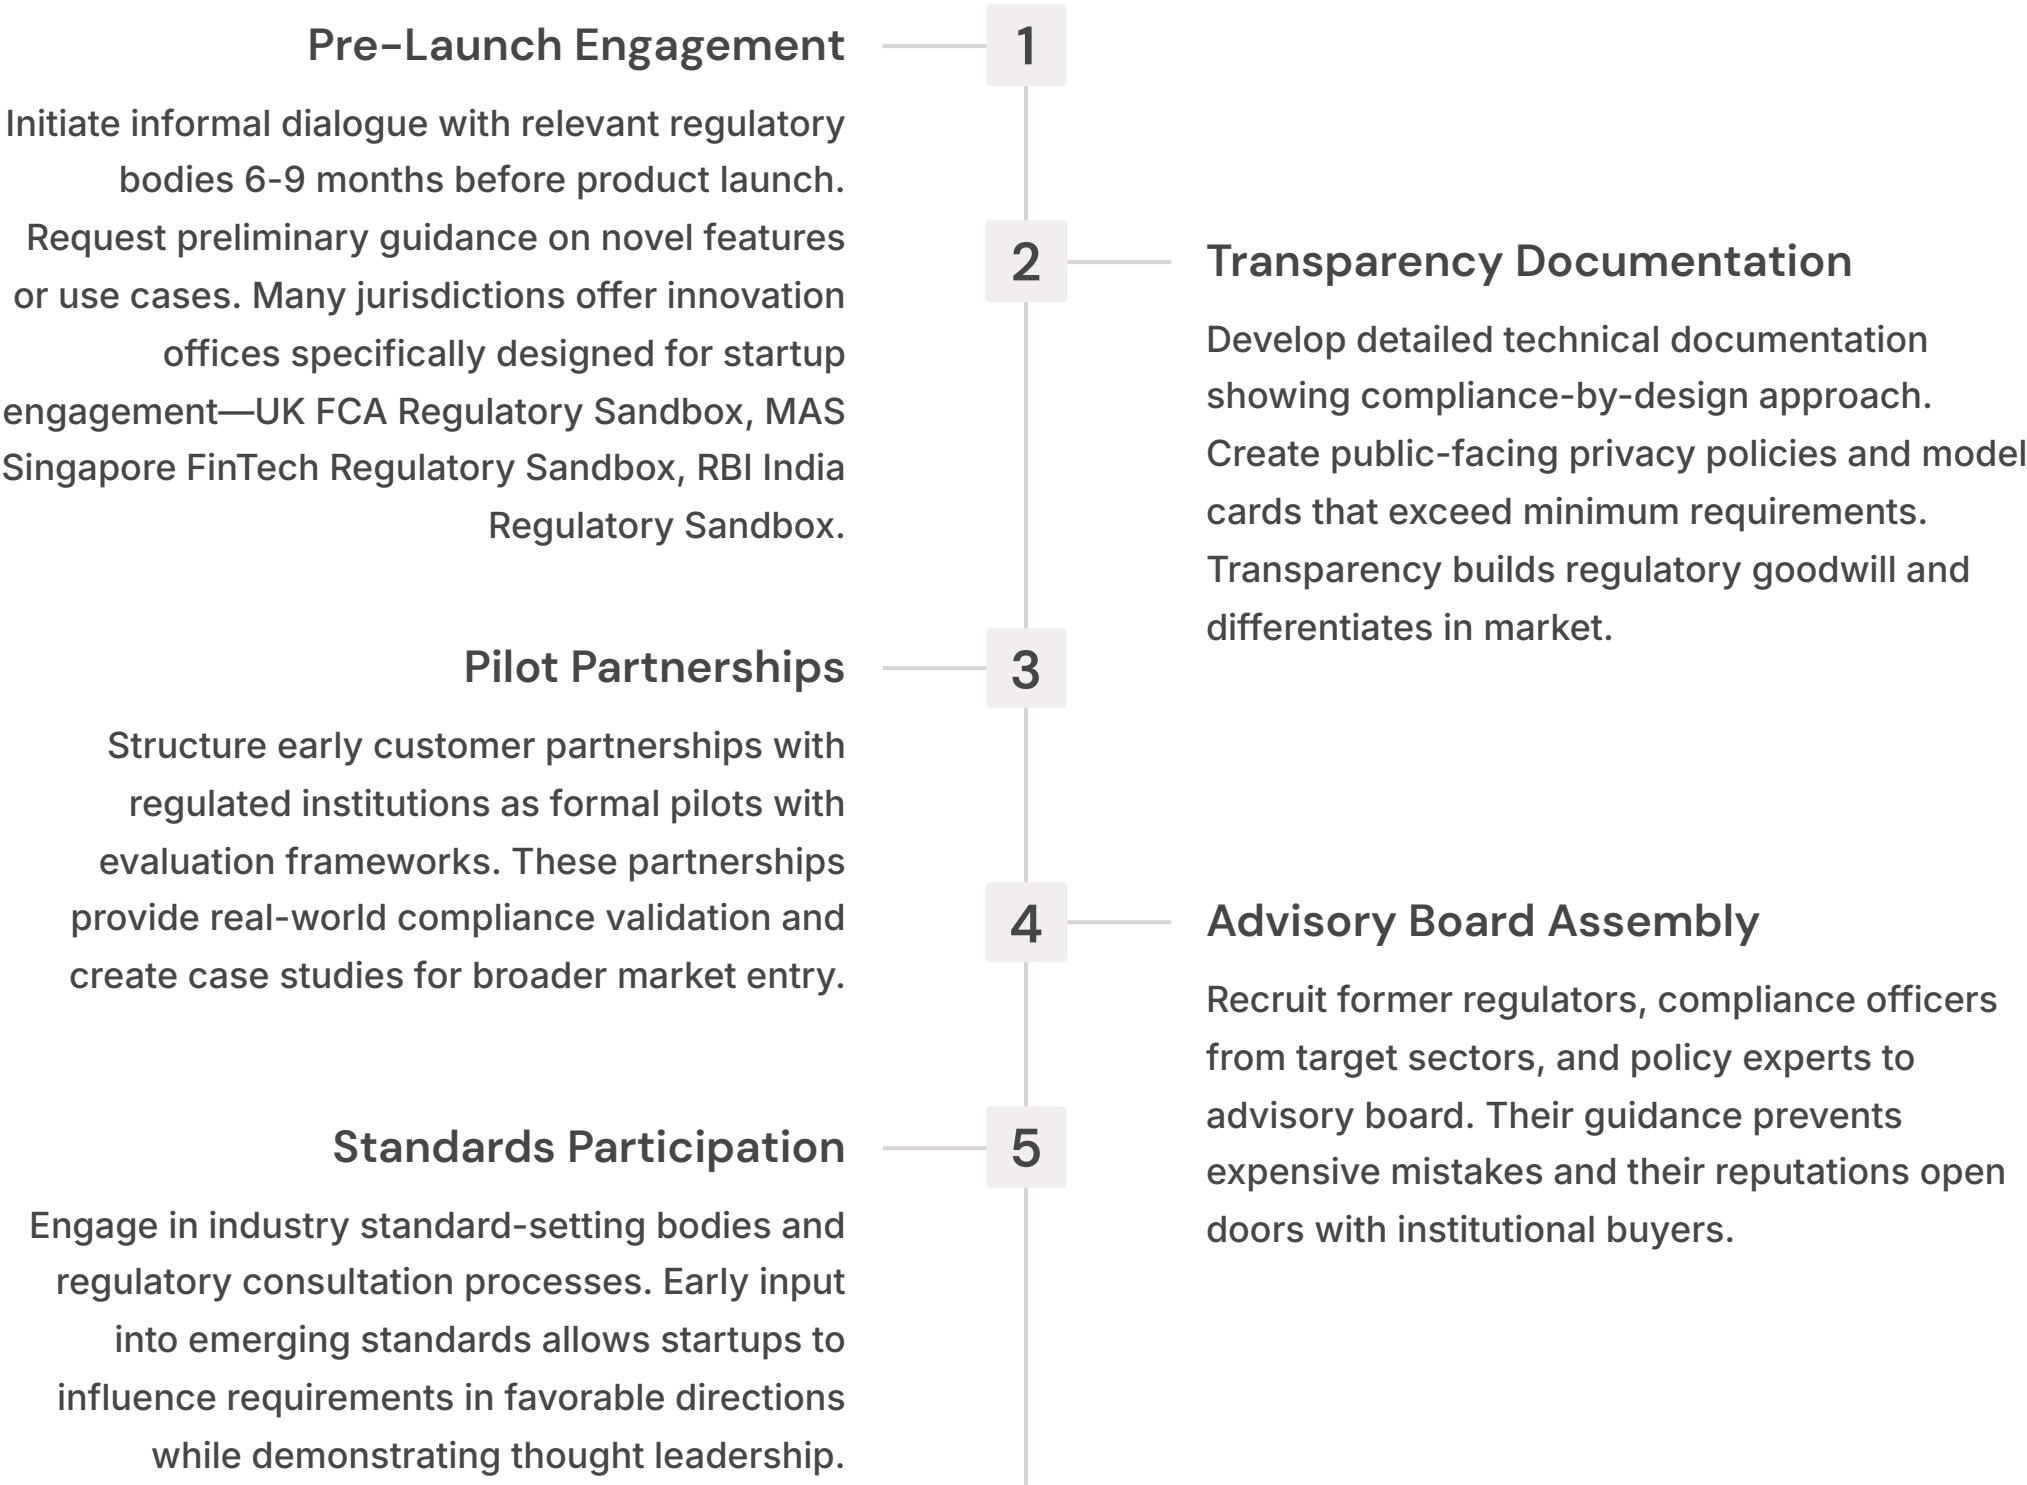 1
Pre-Launch Engagement
Initiate informal dialogue with relevant regulatory
bodies 6-9 months before product launch.
Request preliminary guidance on novel features
or use cases. Many jurisdictions offer innovation
offices specifically designed for startup
engagement—UK FCA Regulatory Sandbox, MAS
Singapore FinTech Regulatory Sandbox, RBI India
Regulatory Sandbox.
2
Transparency Documentation
Develop detailed technical documentation
showing compliance-by-design approach.
Create public-facing privacy policies and model
cards that exceed minimum requirements.
Transparency builds regulatory goodwill and
differentiates in market.
3
Pilot Partnerships
Structure early customer partnerships with
regulated institutions as formal pilots with
evaluation frameworks. These partnerships
provide real-world compliance validation and
create case studies for broader market entry.
4
Advisory Board Assembly
Recruit former regulators, compliance officers
from target sectors, and policy experts to
advisory board. Their guidance prevents
expensive mistakes and their reputations open
doors with institutional buyers.
5
Standards Participation
Engage in industry standard-setting bodies and
regulatory consultation processes. Early input
into emerging standards allows startups to
influence requirements in favorable directions
while demonstrating thought leadership.